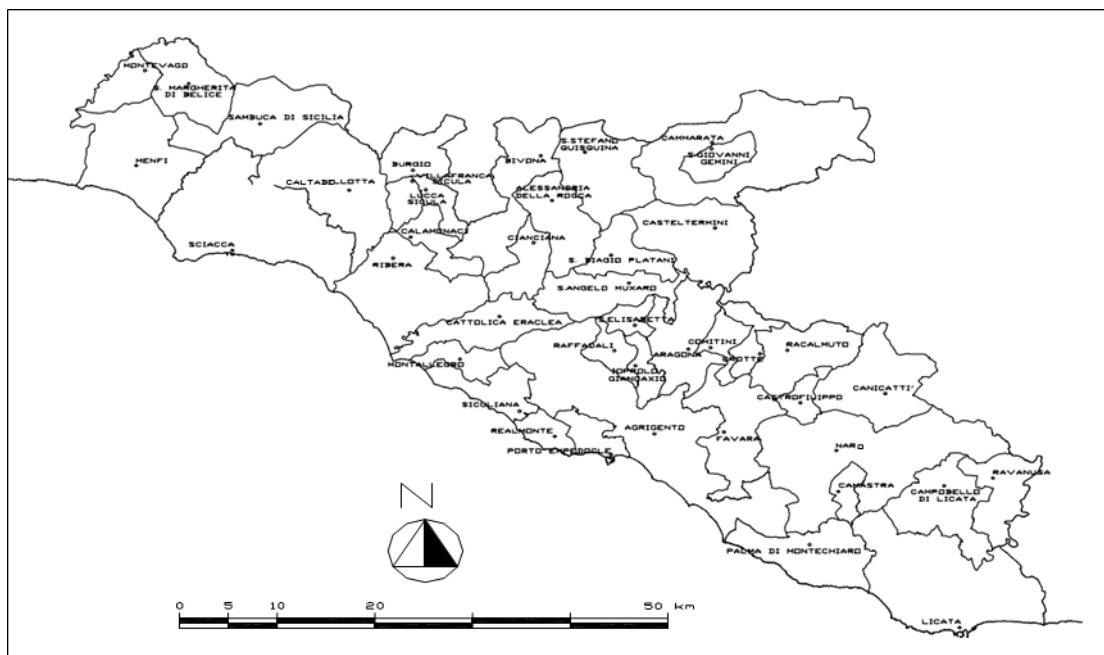 MONTEVAGO
S. MARGHERITA
DI BELICE
SAMBUCA DI SICILIA
MENFI
CALTABELLOTTA
SCIACCA
BURGIO
VILLAFRANCA
SICULA
LUCCA
SICULA
CALAMONACI
RIBERA
BIVONA
S.STEFANO
QUISQUINA
ALESSANDRIA
DELLA ROCCA
CIANCIANA
CAMMARATA
S.GIOVANNI
GEMINI
CASTELTERMINI
S. BIAGIO PLATANI
S.ANGELO MUXARO
CATTOLICA ERACLEA
S.ELISABETTA
MONTALLEGRO
RAFFADALI
ARAGONA
COMITINI
GROTTE
RACALMUTO
IOPPOLO
GIANCAXIO
CASTROFILIPPO
CANICATTI'
SICULIANA
REALMONTE
PORTO EMPEDOCLE
AGRIGENTO
FAVARA
NARO
CAMASTRA
CAMPOBELLO
DI LICATA
RAVANUSA
PALMA DI MONTECHIARO
LICATA
N
0 5 10 20 50 km